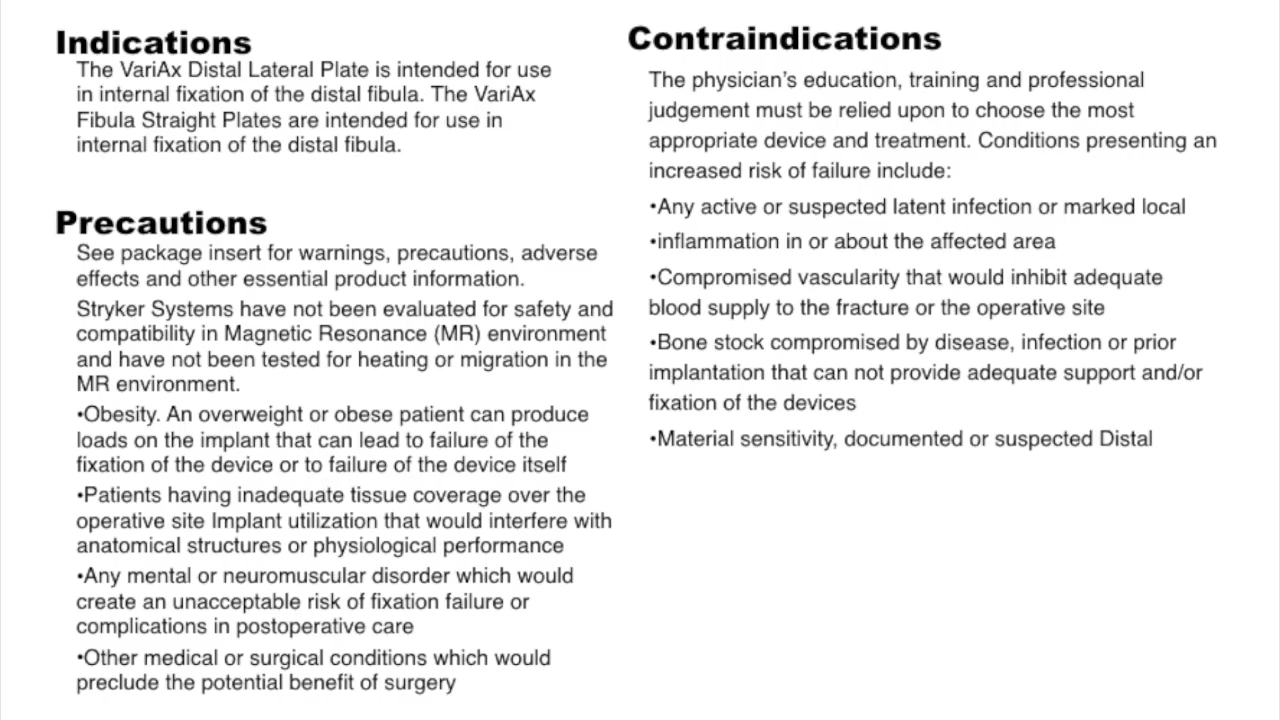 Indications
The VariAx Distal Lateral Plate is intended for use
in internal fixation of the distal fibula. The VariAx
Fibula Straight Plates are intended for use in
internal fixation of the distal fibula.
Precautions
See package insert for warnings, precautions, adverse
effects and other essential product information.
Stryker Systems have not been evaluated for safety and
compatibility in Magnetic Resonance (MR) environment
and have not been tested for heating or migration in the
MR environment.
•Obesity. An overweight or obese patient can produce
loads on the implant that can lead to failure of the
fixation of the device or to failure of the device itself
•Patients having inadequate tissue coverage over the
operative site Implant utilization that would interfere with
anatomical structures or physiological performance
•Any mental or neuromuscular disorder which would
create an unacceptable risk of fixation failure or
complications in postoperative care
•Other medical or surgical conditions which would
preclude the potential benefit of surgery
Contraindications
The physician's education, training and professional
judgement must be relied upon to choose the most
appropriate device and treatment. Conditions presenting an
increased risk of failure include:
•Any active or suspected latent infection or marked local
•inflammation in or about the affected area
•Compromised vascularity that would inhibit adequate
blood supply to the fracture or the operative site
•Bone stock compromised by disease, infection or prior
implantation that can not provide adequate support and/or
fixation of the devices
•Material sensitivity, documented or suspected Distal